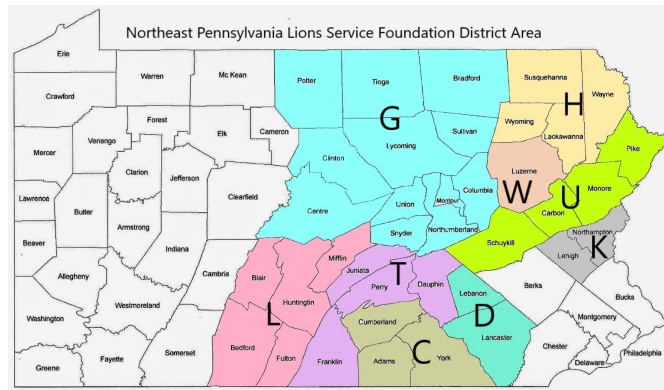 Northeast Pennsylvania Lions Service Foundation District Area
Erie
Crawford
Warren
Mc Kean
Potter
Tioga
Bradford
Susquehanna
Wayne
Mercer
Venango
Forest
Elk
Cameron
G
Sullivan
Wyoming
H
Lackawanna
Pike
Clarion
Jefferson
Clinton
Lycoming
Lawrence
Butler
Clearfield
Centre
Union
Montour
Columbia
Luzerne
W
U
Monore
Carbon
Beaver
Armstrong
Indiana
Snyder
Northumberland
Schuykill
Northampton
K
Lehigh
Allegheny
Cambria
Blair
Mifflin
Juniata
T
Dauphin
Lebanon
Berks
Bucks
Washington
Westmoreland
Huntington
Perry
L
Cumberland
D
Lancaster
Montgomery
Greene
Fayette
Somerset
Bedford
Fulton
Franklin
Adams
C
York
Chester
Delaware
Philadelphia